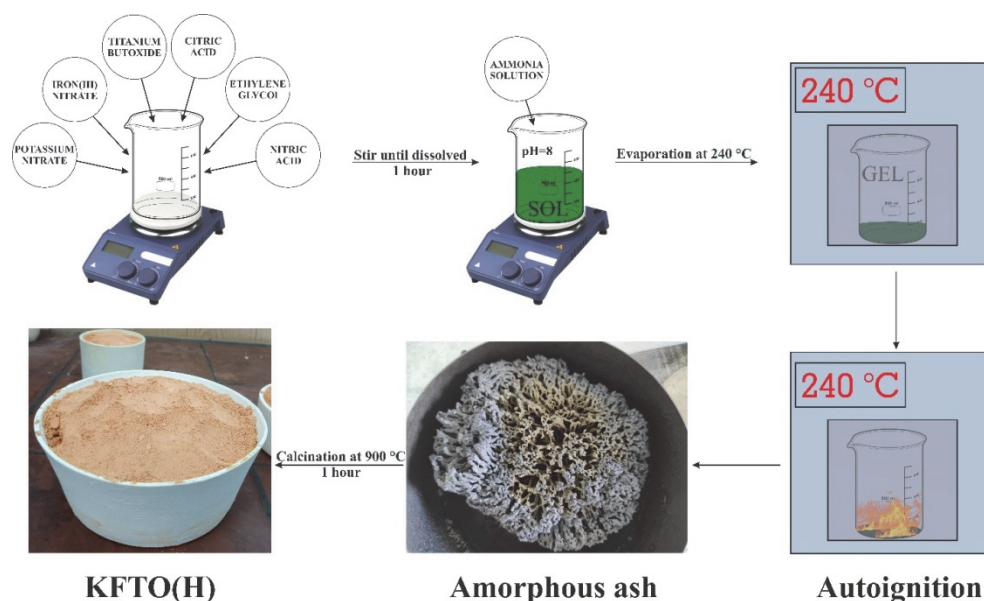 TITANIUM
BUTOXIDE
CITRIC
ACID
IRON(III)
NITRATE
ETHYLENE
GLYCOL
POTASSIUM
NITRATE
NITRIC
ACID
Stir until dissolved
1 hour
AMMONIA
SOLUTION
pH=8
SOL
Evaporation at 240 °C
240 °C
GEL
240 °C
Calcination at 900 °C
1 hour
KFTO(H)
Amorphous ash
Autoignition